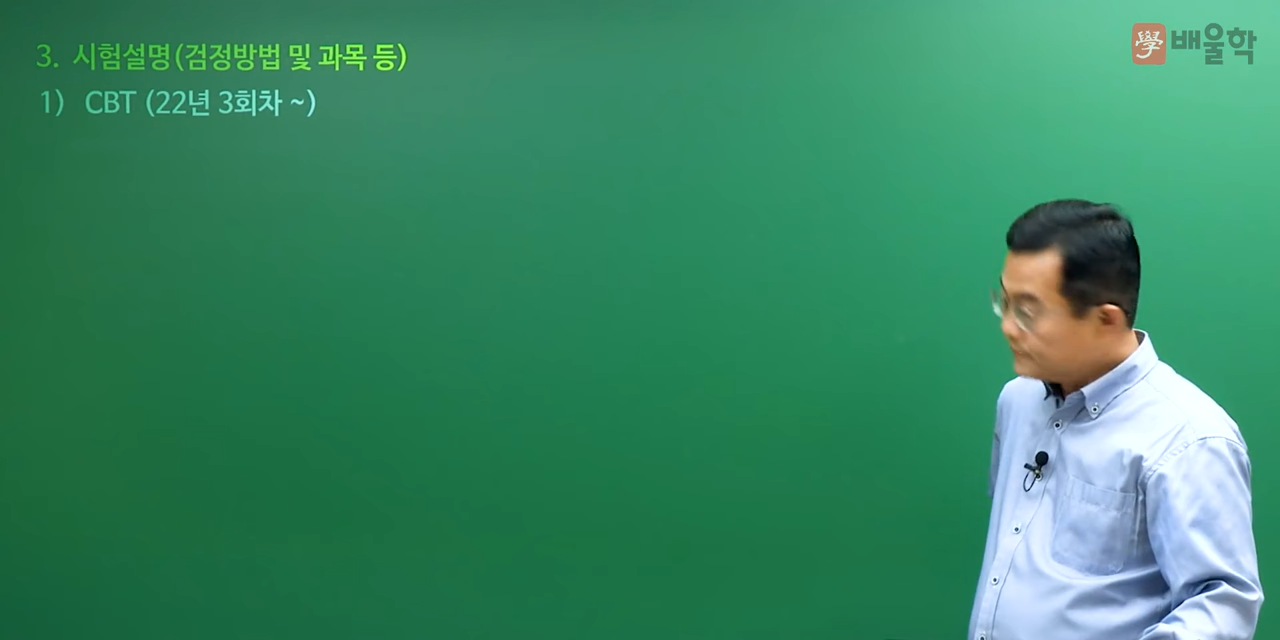 3. 시험설명(검정방법 및 과목 등)
學 배울학
1) CBT (22년 3회차 ~)